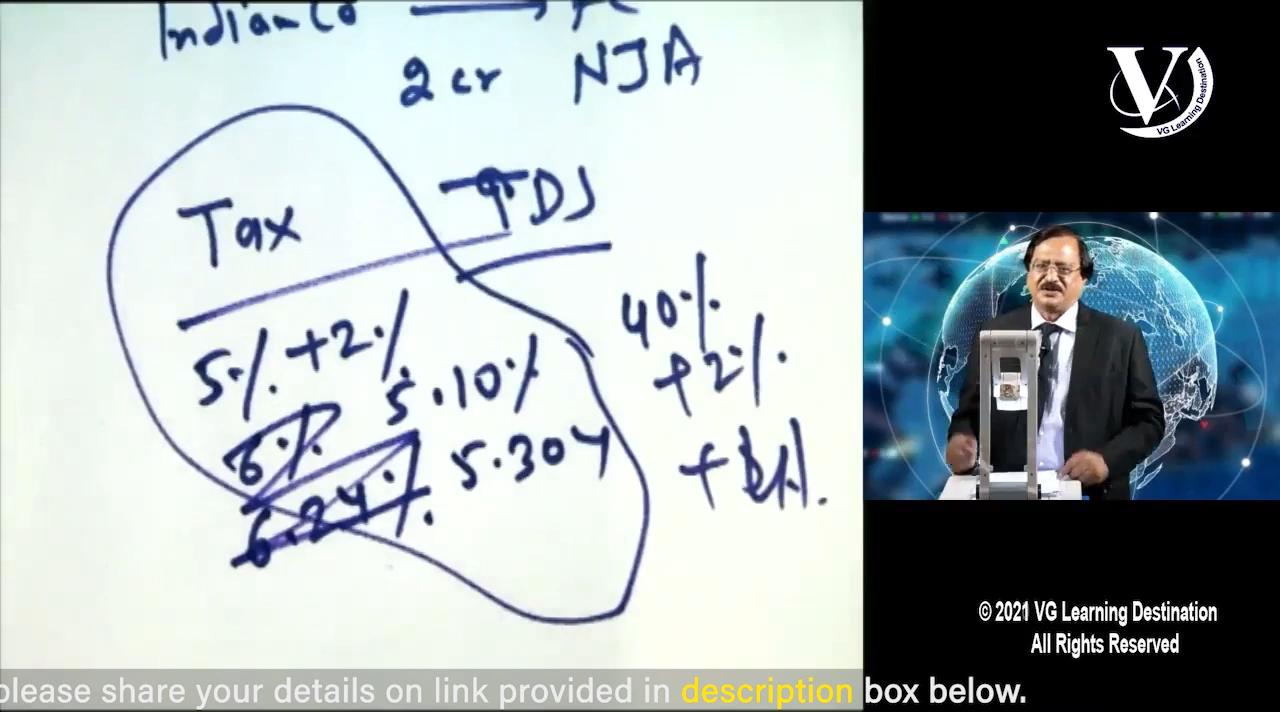 Indian Co
2 cr NJA
Tax TDS
5% +2%
5.10%
6%
6.24%
5.304
40%
+2%
V
VG Learning Destination
© 2021 VG Learning Destination
All Rights Reserved
please share your details on link provided in description box below.